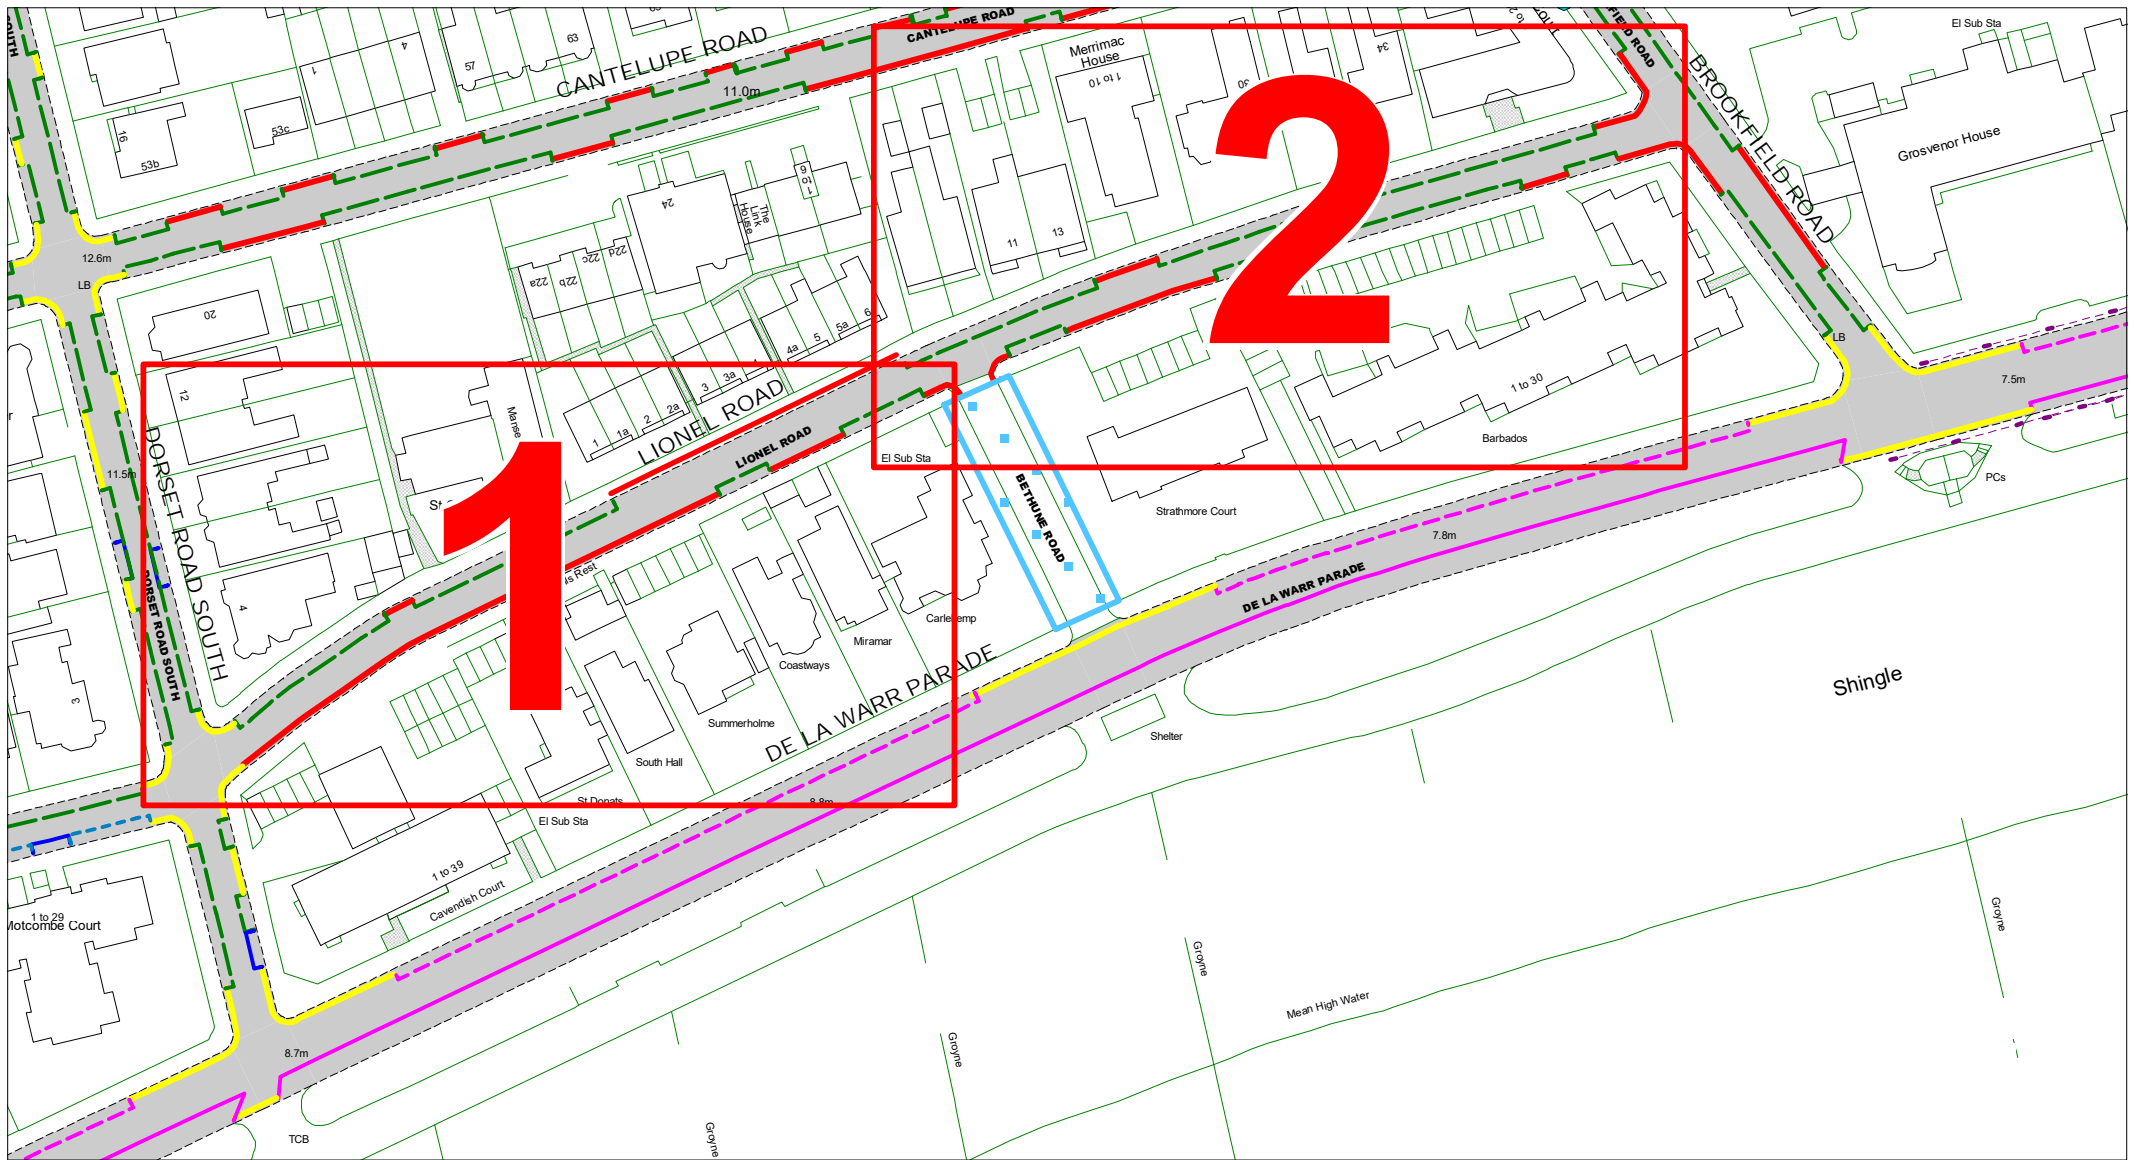 SOUTH
CANTELUPE ROAD
CANTELUPE ROAD
El Sub Sta
Merrimac
House
1 to 10
BROOKFIELD ROAD
Grosvenor House
57
63
4
1
16
53b
53c
11.0m
34
30
24
The
Link
House
1 to 6
11
13
12.6m
LB
20
22a
22b
22c
22d
4a
5
5a
6
3
3a
2
2a
1
1a
LIONEL ROAD
LIONEL ROAD
12
Manse
11.5m
DORSET ROAD SOUTH
DORSET ROAD SOUTH
4
3
1
2
El Sub Sta
BETHUNE ROAD
Strathmore Court
Barbados
1 to 30
LB
7.5m
PCs
7.8m
DE LA WARR PARADE
DE LA WARR PARADE
Miramar
Coastways
Summerholme
South Hall
St Donats
El Sub Sta
8.8m
Shelter
Shingle
1 to 39
Cavendish Court
1 to 29
Motcombe Court
8.7m
TCB
Groyne
Groyne
Groyne
Groyne
Mean High Water